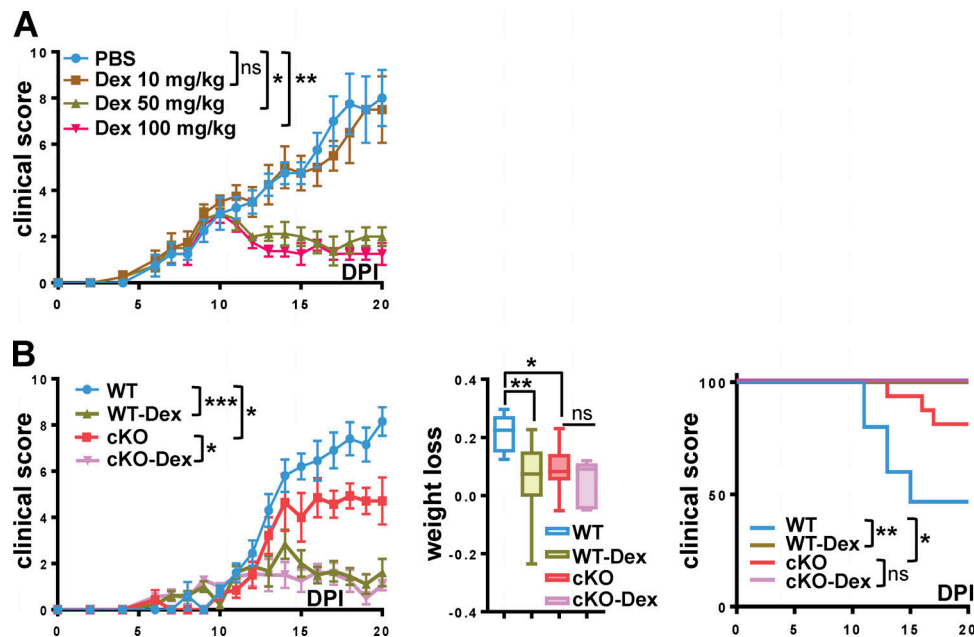 A
10
8
6
4
2
0
clinical score
PBS
Dex 10 mg/kg
Dex 50 mg/kg
Dex 100 mg/kg
ns
*
**
DPI
0 5 10 15 20
B
10
8
6
4
2
0
clinical score
WT
WT-Dex
cKO
cKO-Dex
***
*
*
DPI
0 5 10 15 20
0.4
0.2
0.0
-0.2
-0.4
weight loss
*
**
ns
WT
WT-Dex
cKO
cKO-Dex
100
50
0
clinical score
WT
WT-Dex
cKO
cKO-Dex
**
*
ns
DPI
0 5 10 15 20